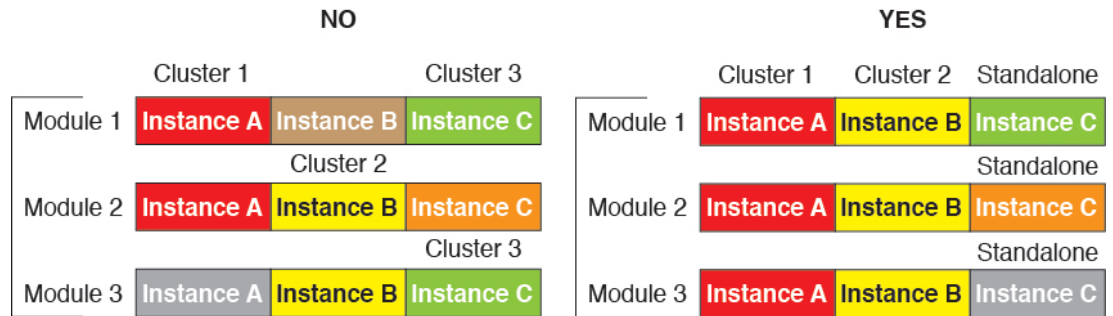 NO
Cluster 1 Cluster 3
Module 1 Instance A Instance B Instance C
Cluster 2
Module 2 Instance A Instance B Instance C
Cluster 3
Module 3 Instance A Instance B Instance C
YES
Cluster 1 Cluster 2 Standalone
Module 1 Instance A Instance B Instance C
Standalone
Module 2 Instance A Instance B Instance C
Standalone
Module 3 Instance A Instance B Instance C